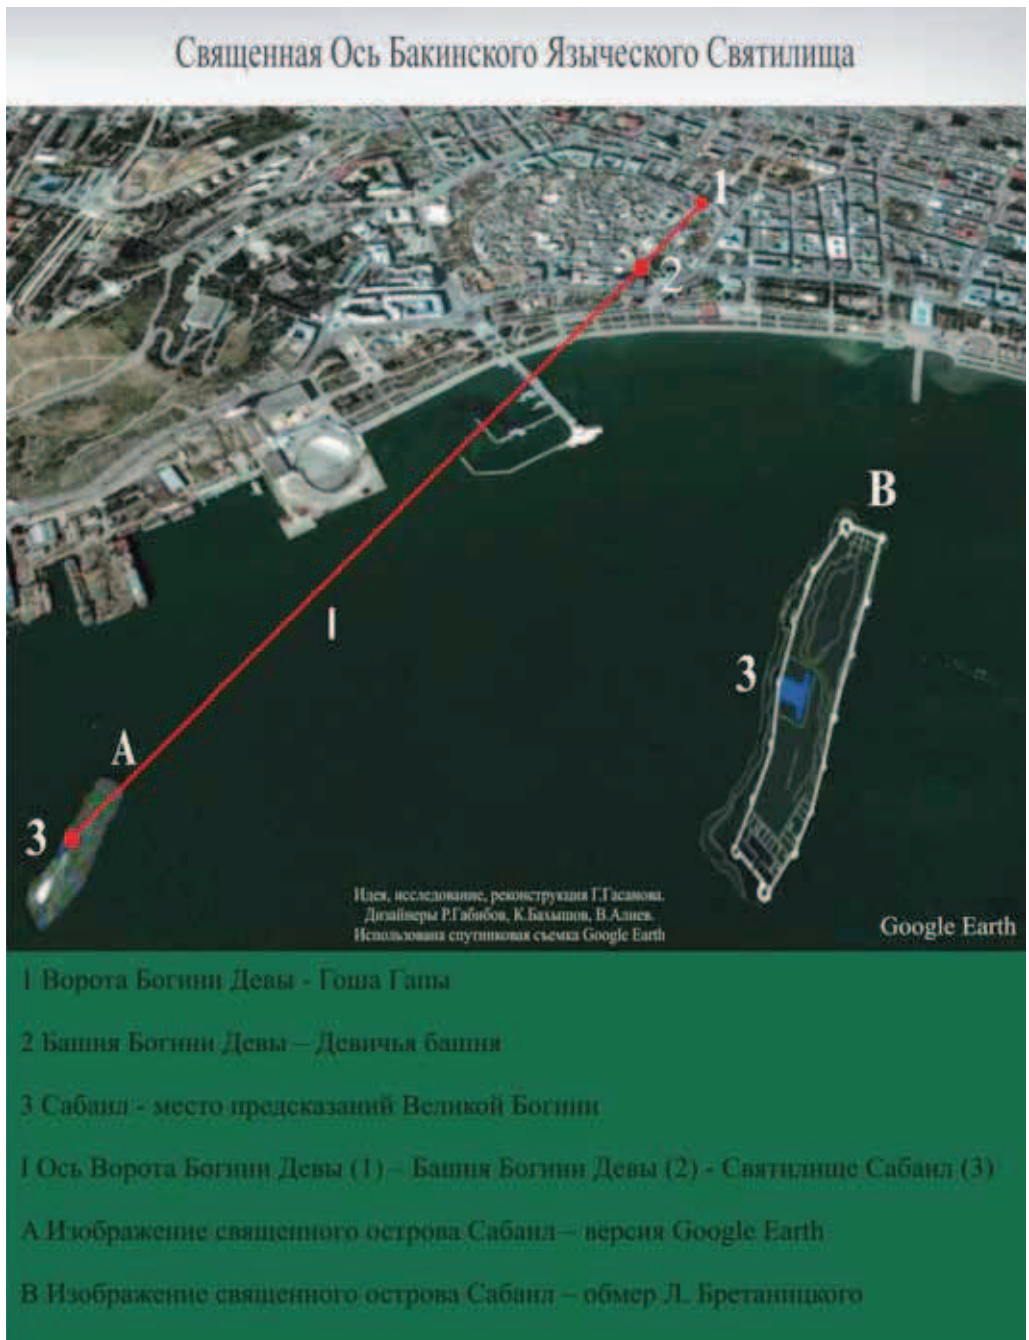 Священная Ось Бакинского Языческого Святилища
1
2
B
I
3
A
3
Идея, исследование, реконструкция Г.Гасанова.
Дизайнеры Р.Габибов, К.Бахышов, В.Алиев.
Использована спутниковая съемка Google Earth
Google Earth
1 Ворота Богини Девы - Гоша Гапы
2 Башня Богини Девы – Девичья башня
3 Сабаил - место предсказаний Великой Богини
I Ось Ворота Богини Девы (1) – Башня Богини Девы (2) - Святилище Сабаил (3)
А Изображение священного острова Сабаил – версия Google Earth
В Изображение священного острова Сабаил – обмер Л. Бретаницкого